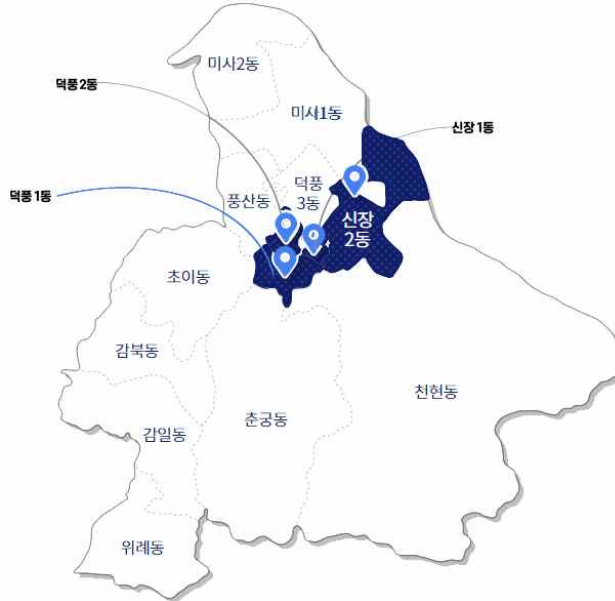 미사2동
덕풍2동
미사1동
신장1동
덕풍
3동
풍산동
덕풍1동
신장
2동
초이동
감북동
천현동
춘궁동
감일동
위례동